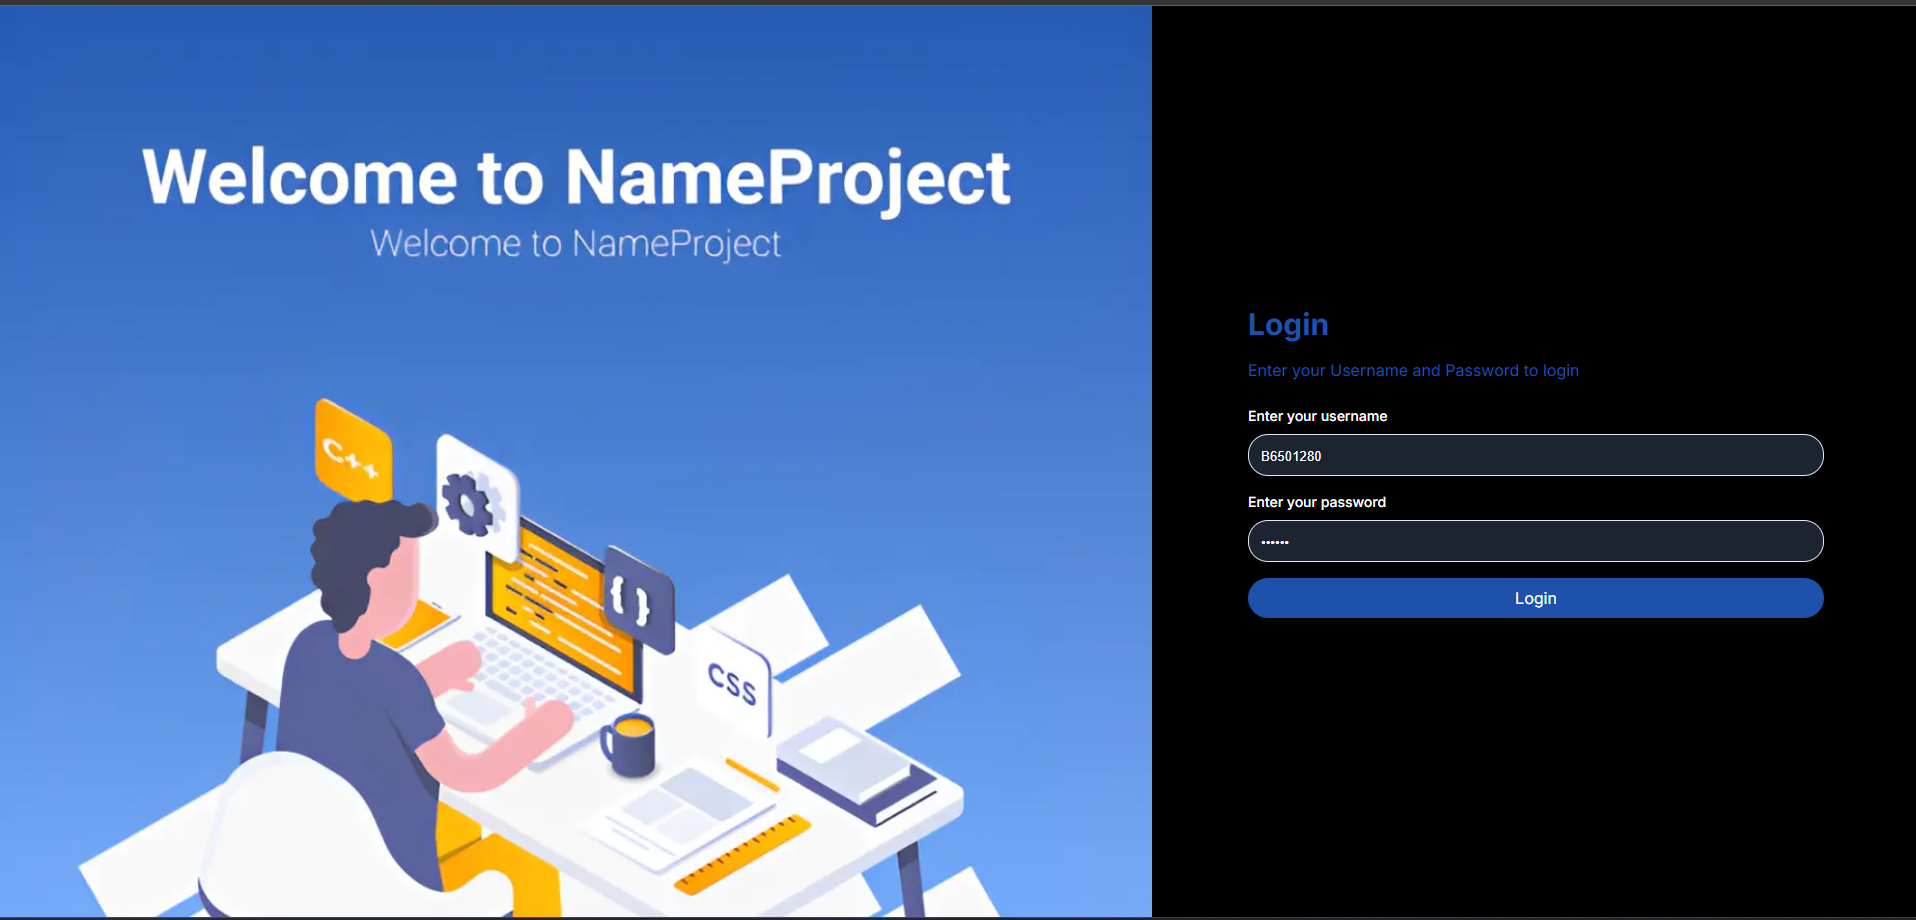 Welcome to NameProject
Welcome to NameProject
C++
{ }
CSS
Login
Enter your Username and Password to login
Enter your username
B6501280
Enter your password
••••••
Login